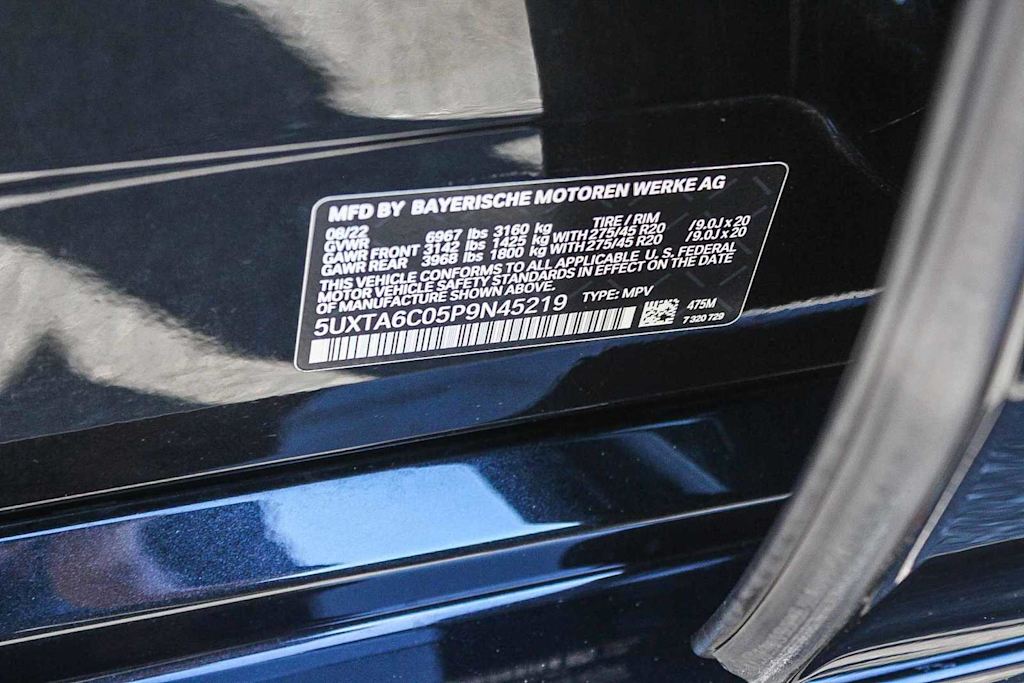 MFD BY BAYERISCHE MOTOREN WERKE AG
08/22 TIRE / RIM
GVWR 6967 lbs 3160 kg
GAWR FRONT 3142 lbs 1425 kg WITH 275/45 R20 / 9.0J x 20
GAWR REAR 3968 lbs 1800 kg WITH 275/45 R20 / 9.0J x 20
THIS VEHICLE CONFORMS TO ALL APPLICABLE U. S. FEDERAL
MOTOR VEHICLE SAFETY STANDARDS IN EFFECT ON THE DATE
OF MANUFACTURE SHOWN ABOVE.
5UXTA6C05P9N45219 TYPE: MPV
475M
7 320 729